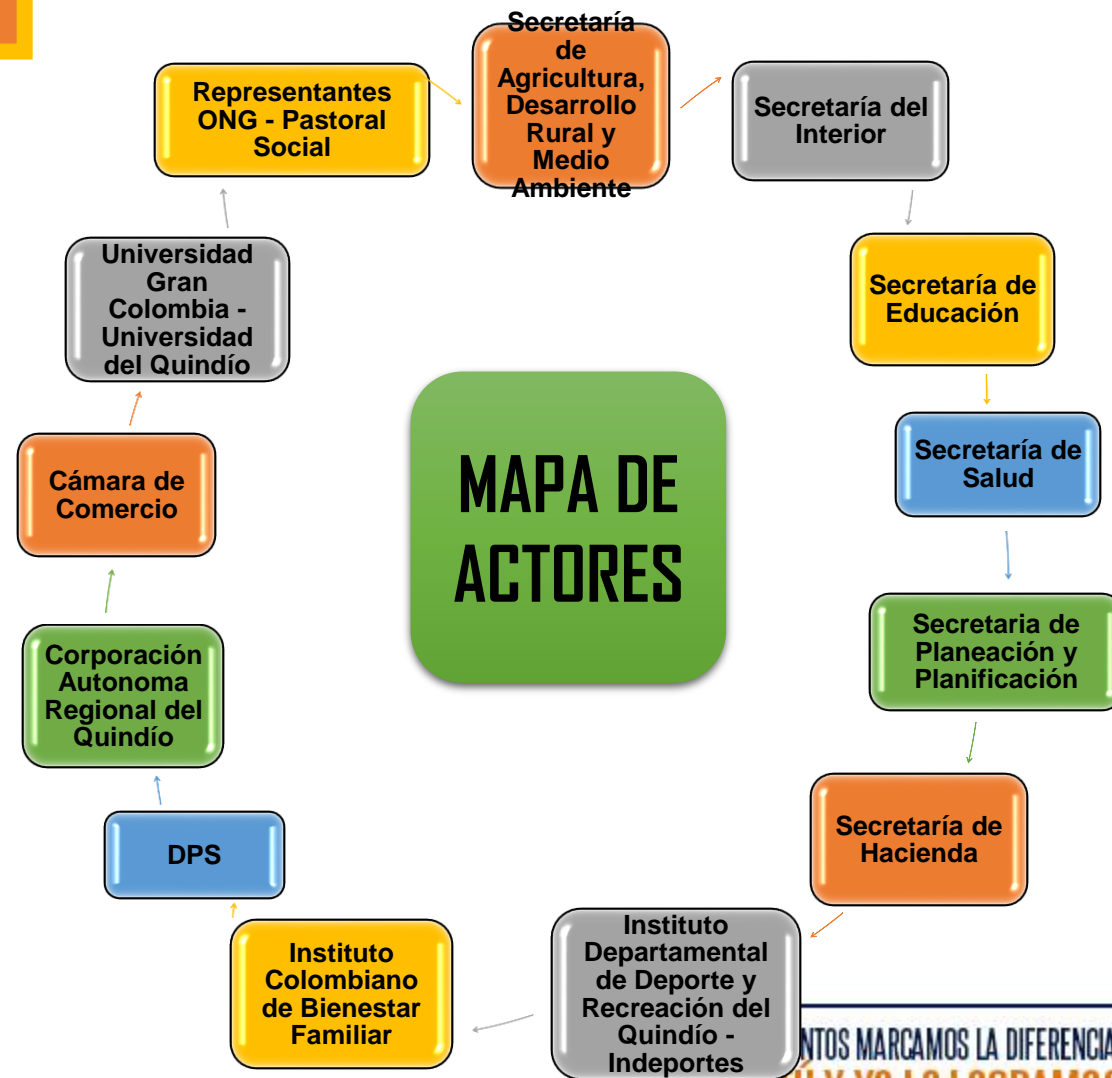 Secretaría
de
Agricultura,
Desarrollo
Rural y
Medio
Ambiente
Secretaría del
Interior
Secretaría de
Educación
Secretaría de
Salud
Secretaria de
Planeación y
Planificación
Secretaría de
Hacienda
Instituto
Departamental
de Deporte y
Recreación del
Quindío -
Indeportes
Instituto
Colombiano
de Bienestar
Familiar
DPS
Corporación
Autonoma
Regional del
Quindío
Cámara de
Comercio
Universidad
Gran
Colombia -
Universidad
del Quindío
Representantes
ONG - Pastoral
Social
MAPA DE
ACTORES
NTOS MARCAMOS LA DIFERENCIA
Y YO LO LOGRAMOS